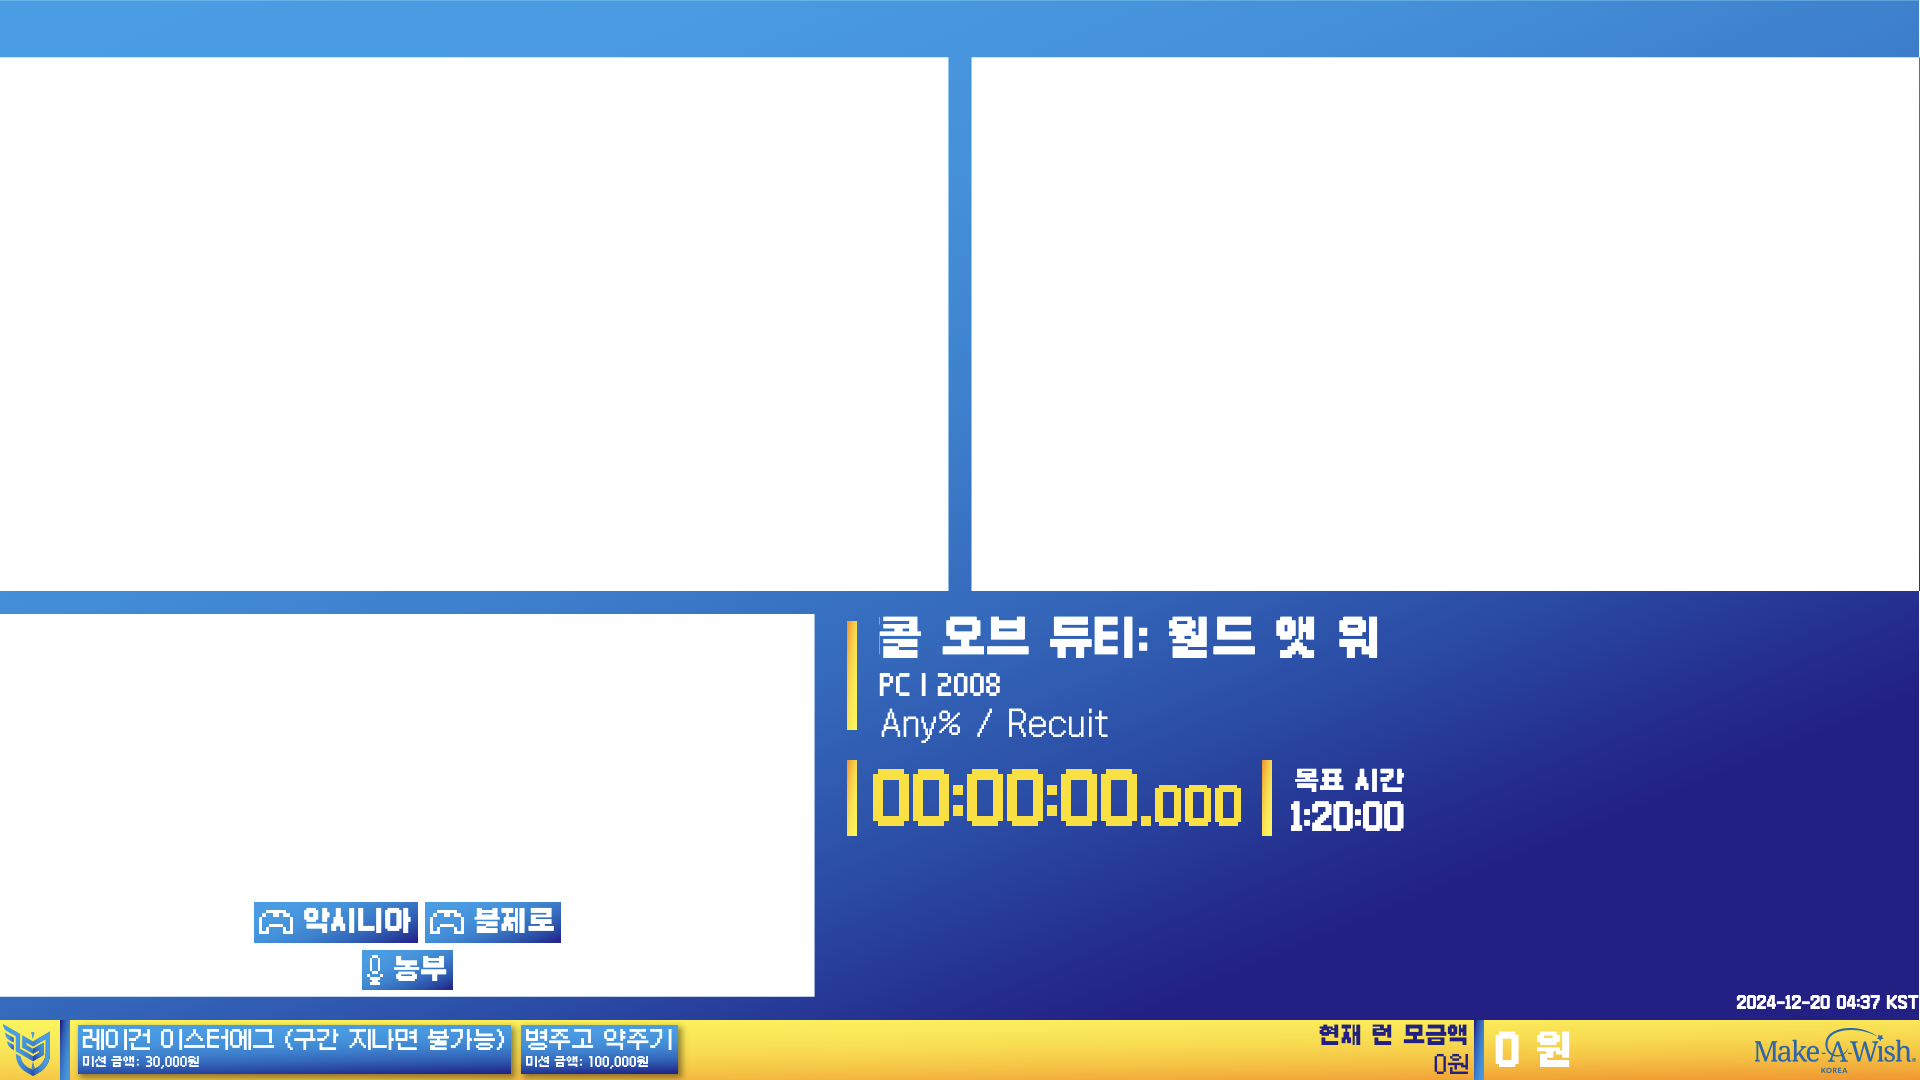 콜 오브 듀티: 월드 앳 워
PC | 2008
Any% / Recuit
00:00:00.000
목표 시간
1:20:00
악시니아
블제로
농부
2024-12-20 04:37 KST
레이건 이스터에그 (구간 지나면 불가능)
미션 금액: 30,000원
병주고 약주기
미션 금액: 100,000원
현재 런 모금액
0원
0 원
Make-A-Wish.
KOREA